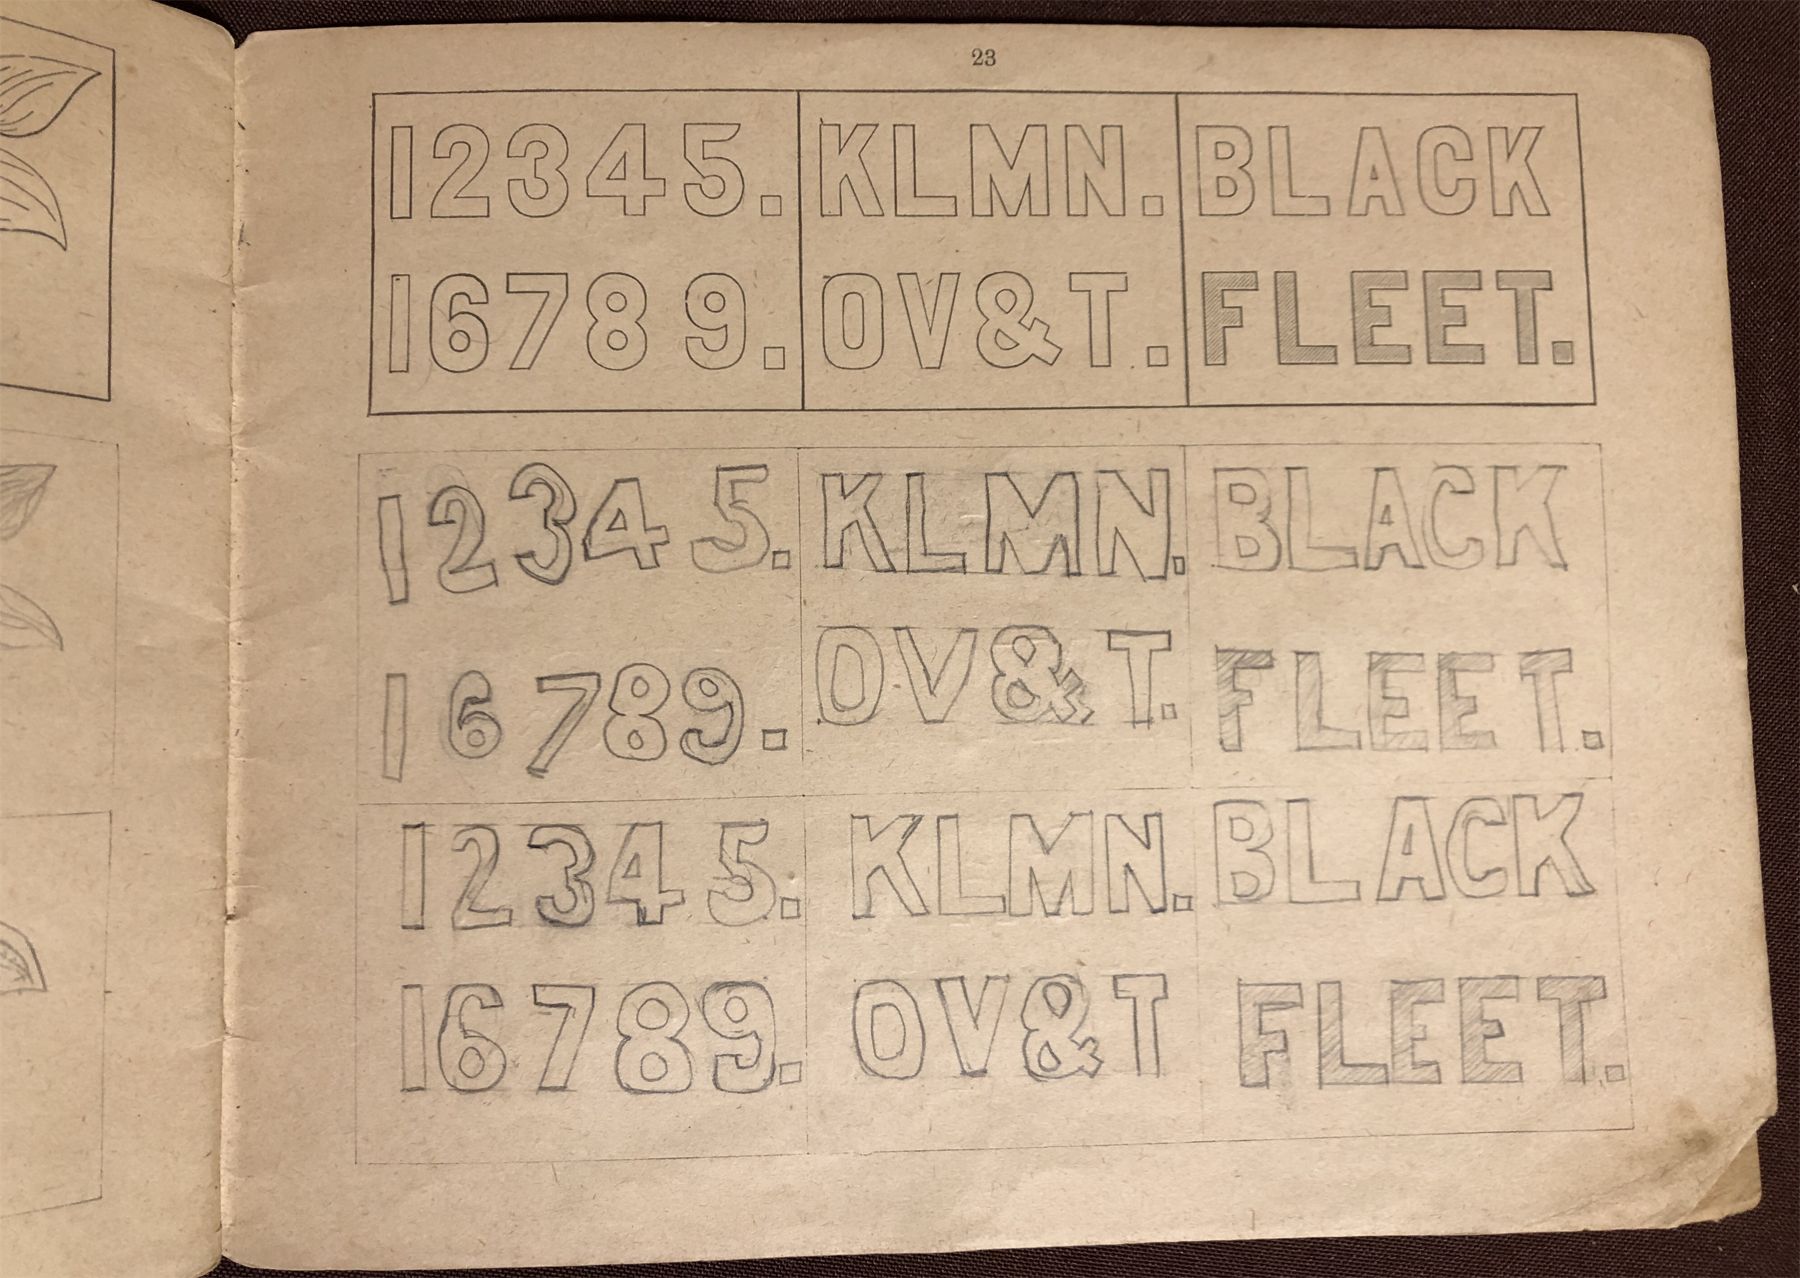 23
12345. KLMN. BLACK
16789. OV&T. FLEET.
12345. KLMN. BLACK
16789. OV&T. FLEET.
12345. KLMN. BLACK
16789. OV&T FLEET.